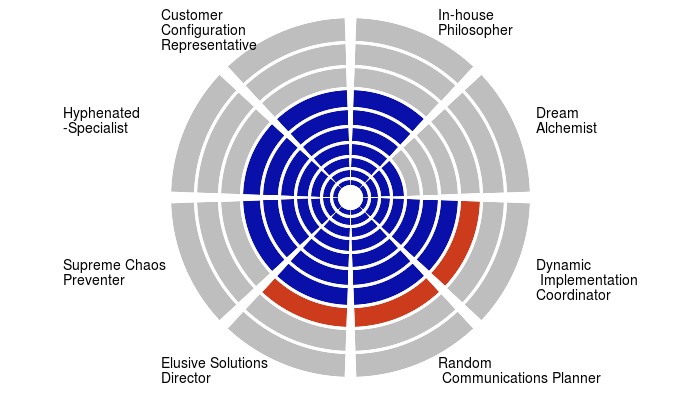 Customer
Configuration
Representative
In-house
Philosopher
Hyphenated
-Specialist
Dream
Alchemist
Supreme Chaos
Preventer
Dynamic
Implementation
Coordinator
Elusive Solutions
Director
Random
Communications Planner